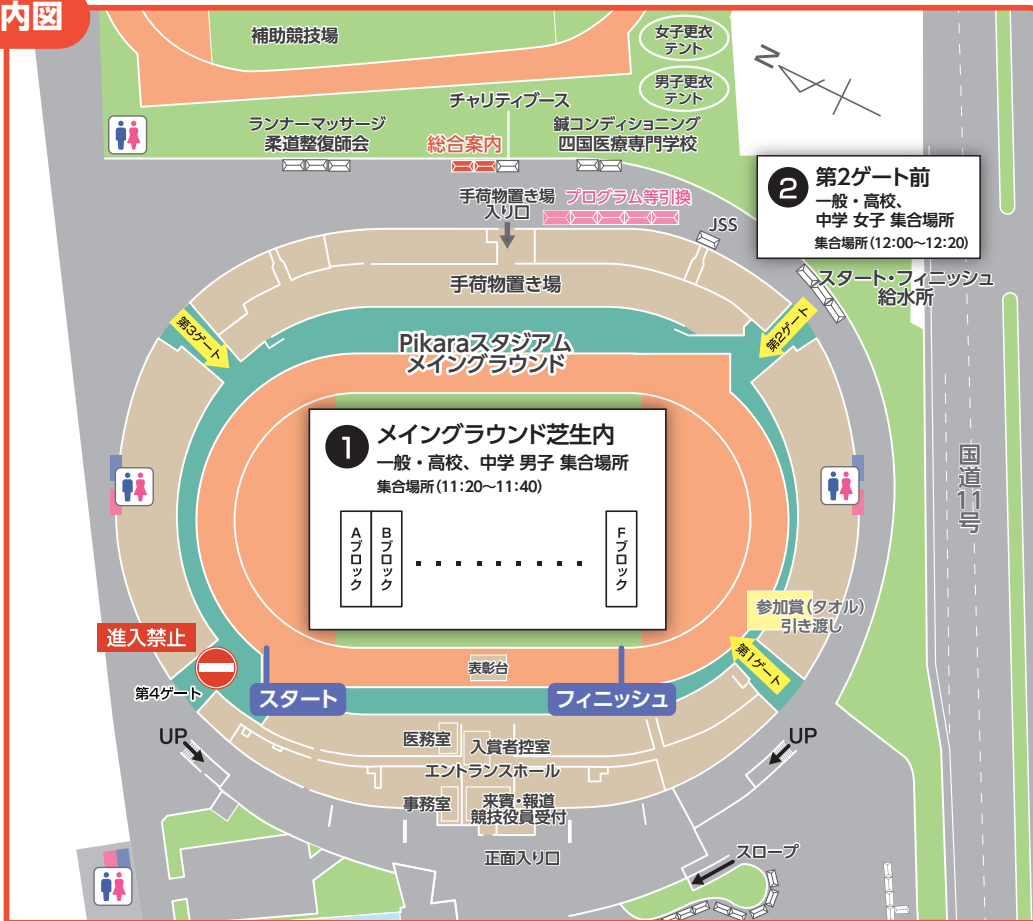 内図
補助競技場
女子更衣
テント
男子更衣
テント
N
チャリティブース
ランナーマッサージ
柔道整復師会
総合案内
鍼コンディショニング
四国医療専門学校
手荷物置き場
入り口
プログラム等引換
JSS
2 第2ゲート前
一般・高校、
中学 女子 集合場所
集合場所(12:00〜12:20)
スタート・フィニッシュ
給水所
手荷物置き場
第3ゲート
第2ゲート
Pikaraスタジアム
メイングラウンド
1 メイングラウンド芝生内
一般・高校、中学 男子 集合場所
集合場所(11:20〜11:40)
Aブロック
Bブロック
Fブロック
国道11号
参加賞(タオル)
引き渡し
第1ゲート
進入禁止
第4ゲート
表彰台
スタート
フィニッシュ
UP
UP
医務室
入賞者控室
エントランスホール
事務室
来賓・報道
競技役員受付
正面入り口
スロープ